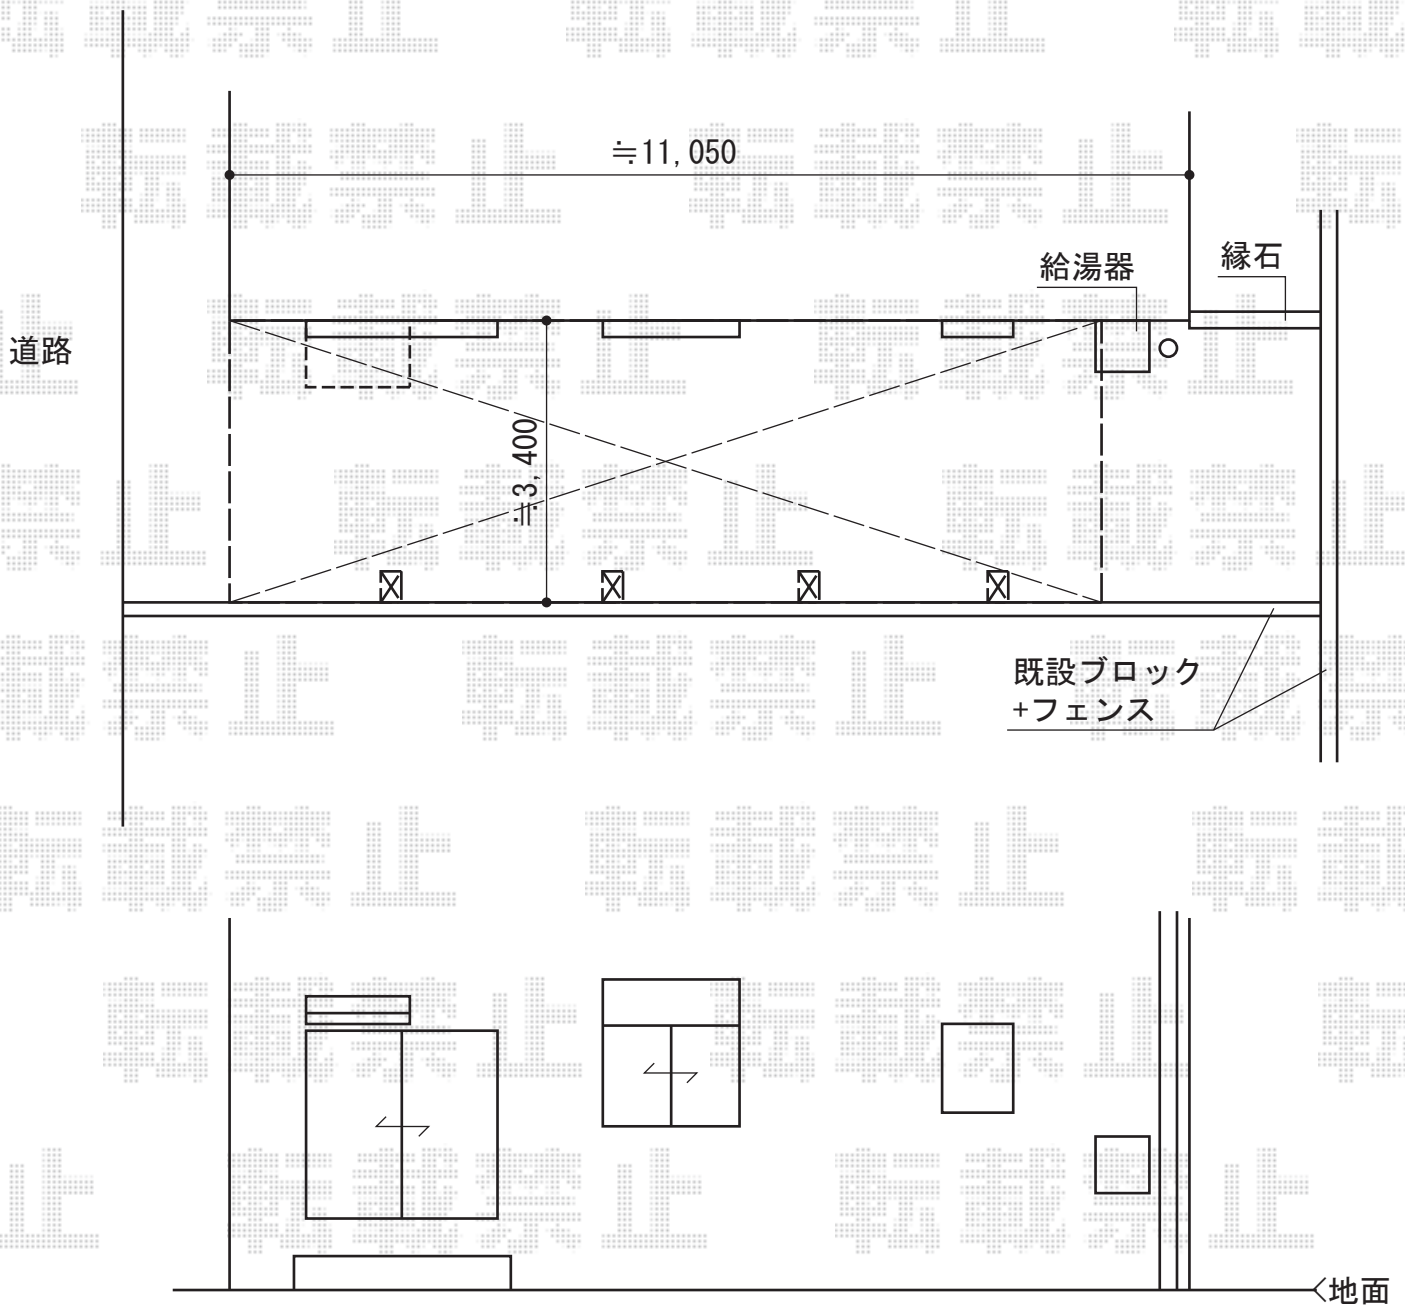 ≒11,050
給湯器
縁石
道路
≒3,400
既設ブロック
+フェンス
地面
転載禁止